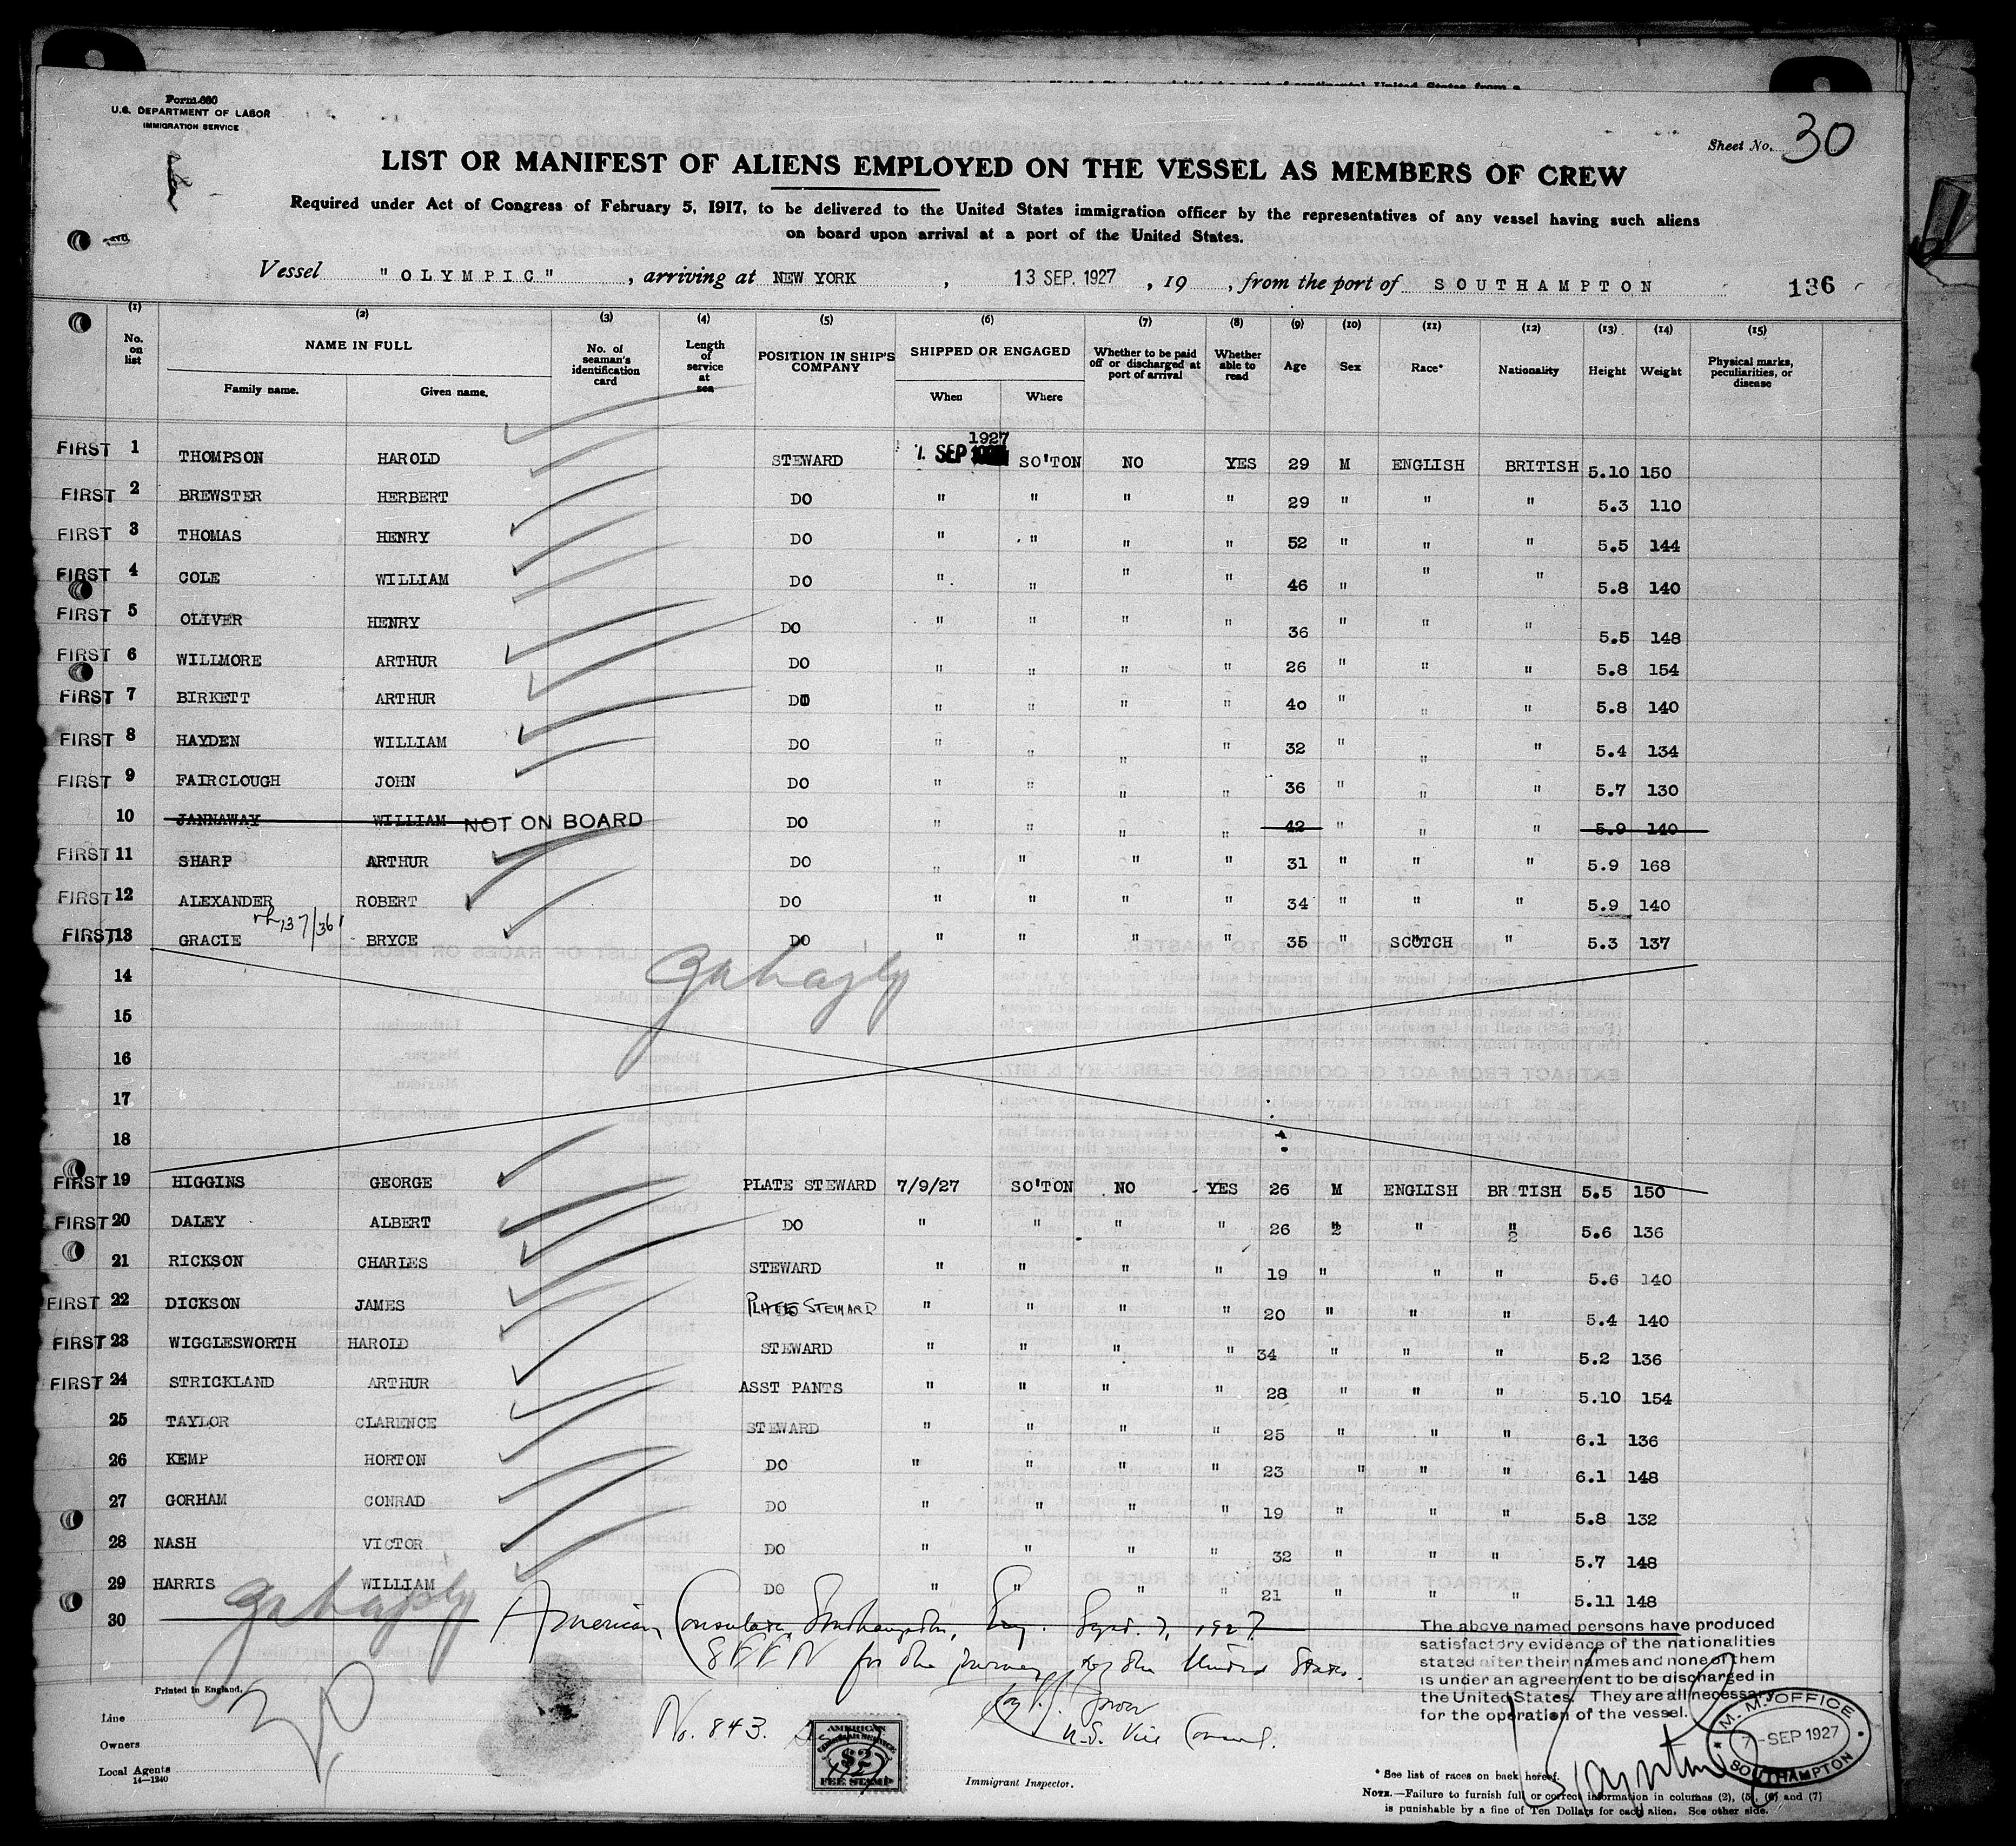 Form 680
U.S. DEPARTMENT OF LABOR
IMMIGRATION SERVICE
Sheet No. 30
LIST OR MANIFEST OF ALIENS EMPLOYED ON THE VESSEL AS MEMBERS OF CREW
Required under Act of Congress of February 5, 1917, to be delivered to the United States immigration officer by the representatives of any vessel having such aliens
on board upon arrival at a port of the United States.
Vessel "OLYMPIC", arriving at NEW YORK, 13 SEP. 1927, 19 , from the port of SOUTHAMPTON 136
(1) (2) (3) (4) (5) (6) (7) (8) (9) (10) (11) (12) (13) (14) (15)
No. on list NAME IN FULL Family name. Given name. No. of seaman's identification card Length of service at sea POSITION IN SHIP'S COMPANY SHIPPED OR ENGAGED When Where Whether to be paid off or discharged at port of arrival Whether able to read Age Sex Race* Nationality Height Weight Physical marks, peculiarities, or disease
FIRST 1 THOMPSON HAROLD STEWARD 7. SEP 1927 SO'TON NO YES 29 M ENGLISH BRITISH 5.10 150
FIRST 2 BREWSTER HERBERT DO " " " " 29 " " " 5.3 110
FIRST 3 THOMAS HENRY DO " " " " 52 " " " 5.5 144
FIRST 4 COLE WILLIAM DO " " " " 46 " " " 5.8 140
FIRST 5 OLIVER HENRY DO " " " " 36 " " " 5.5 148
FIRST 6 WILLMORE ARTHUR DO " " " " 26 " " " 5.8 154
FIRST 7 BIRKETT ARTHUR DO " " " " 40 " " " 5.8 140
FIRST 8 HAYDEN WILLIAM DO " " " " 32 " " " 5.4 134
FIRST 9 FAIRCLOUGH JOHN DO " " " " 36 " " " 5.7 130
10 JANNAWAY WILLIAM NOT ON BOARD DO " " " " 42 " " " 5.9 140
FIRST 11 SHARP ARTHUR DO " " " " 31 " " " 5.9 168
FIRST 12 ALEXANDER ROBERT DO " " " " 34 " " " 5.9 140
137/361
FIRST 13 GRACIE BRYCE DO " " " " 35 " SCOTCH " 5.3 137
14
15
16
17
18
FIRST 19 HIGGINS GEORGE PLATE STEWARD 7/9/27 SO'TON NO YES 26 M ENGLISH BR TISH 5.5 150
FIRST 20 DALEY ALBERT DO " " " " 26 " " " 5.6 136
21 RICKSON CHARLES STEWARD " " " " 19 " " " 5.6 140
FIRST 22 DICKSON JAMES PLATE STEWARD " " " " 20 " " " 5.4 140
FIRST 23 WIGGLESWORTH HAROLD STEWARD " " " " 34 " " " 5.2 136
FIRST 24 STRICKLAND ARTHUR ASST PANTS " " " " 28 " " " 5.10 154
25 TAYLOR CLARENCE STEWARD " " " " 25 " " " 6.1 136
26 KEMP HORTON DO " " " " 23 " " " 6.1 148
27 GORHAM CONRAD DO " " " " 19 " " " 5.8 132
28 NASH VICTOR DO " " " " 32 " " " 5.7 148
29 HARRIS WILLIAM DO " " " " 21 " " " 5.11 148
30
American Consulate, Southampton, Eng. Sept. 7, 1927
SEEN for the journey to the United States.
No. 843.
U.S. Vice Consul.
The above named persons have produced
satisfactory evidence of the nationalities
stated after their names and none of them
is under an agreement to be discharged in
the United States. They are all necessary
for the operation of the vessel.
M.M. OFFICE
7-SEP 1927
SOUTHAMPTON
Printed in England.
Line
Owners
Local Agents
14—1240
AMERICAN
CONSULAR SERVICE
$2
FEE STAMP
Immigrant Inspector.
* See list of races on back hereof.
NOTE.—Failure to furnish full or correct information in columns (2), (5), (6) and (7)
is punishable by a fine of Ten Dollars for each alien. See other side.